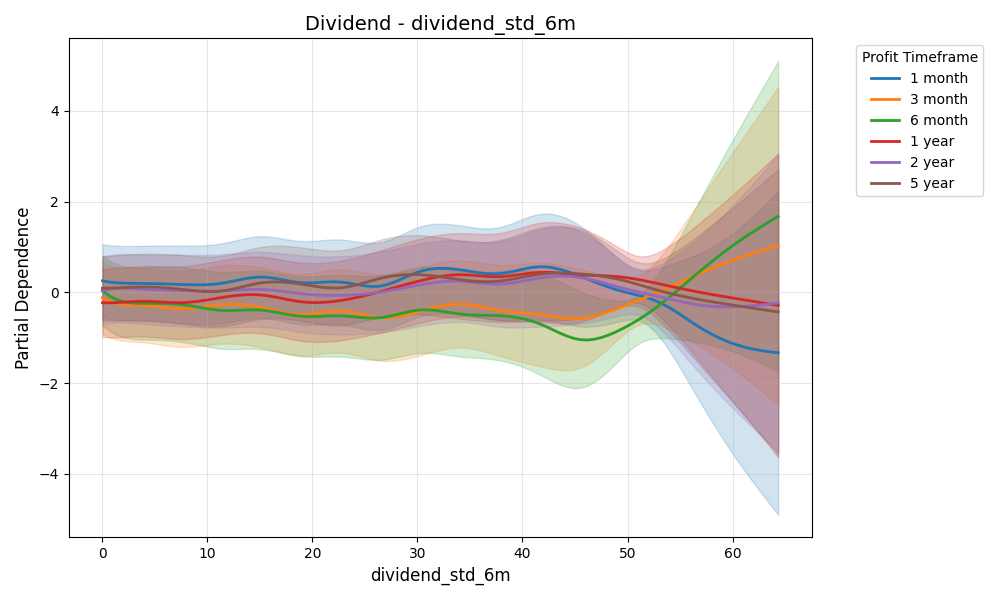 Dividend - dividend_std_6m
Profit Timeframe
1 month
3 month
6 month
1 year
2 year
5 year
Partial Dependence
4
2
0
−2
−4
0 10 20 30 40 50 60
dividend_std_6m